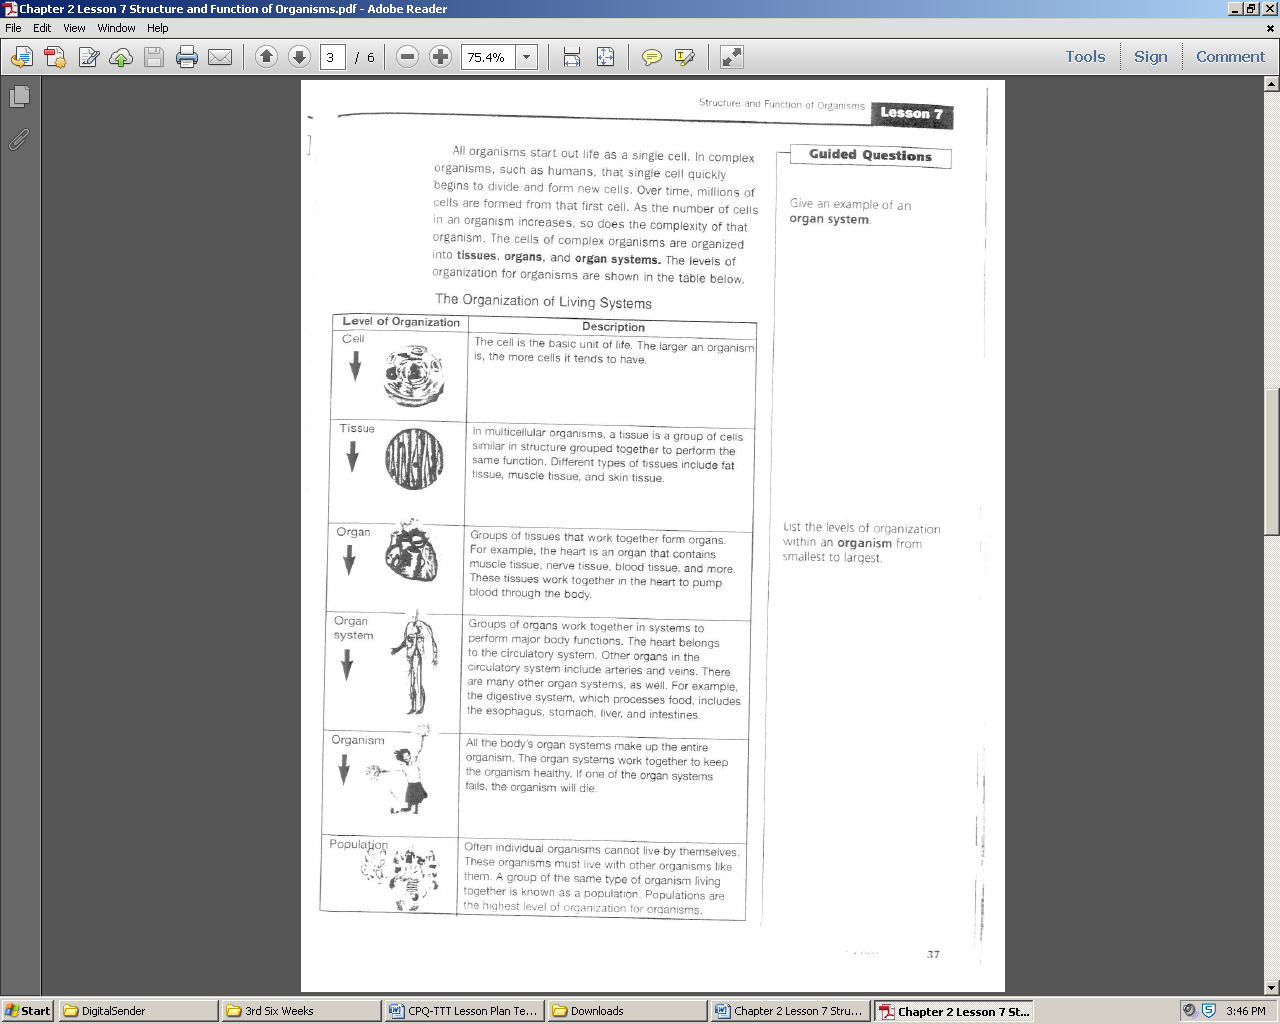 Chapter 2 Lesson 7 Structure and Function of Organisms.pdf - Adobe Reader
File Edit View Window Help
3 / 6 75.4% Tools Sign Comment
Structure and Function of Organisms Lesson 7
All organisms start out life as a single cell. In complex
organisms, such as humans, that single cell quickly
begins to divide and form new cells. Over time, millions of
cells are formed from that first cell. As the number of cells
in an organism increases, so does the complexity of that
organism. The cells of complex organisms are organized
into tissues, organs, and organ systems. The levels of
organization for organisms are shown in the table below.
Guided Questions
Give an example of an
organ system.
The Organization of Living Systems
Level of Organization Description
Cell
The cell is the basic unit of life. The larger an organism
is, the more cells it tends to have.
Tissue
In multicellular organisms, a tissue is a group of cells
similar in structure grouped together to perform the
same function. Different types of tissues include fat
tissue, muscle tissue, and skin tissue.
Organ
Groups of tissues that work together form organs.
For example, the heart is an organ that contains
muscle tissue, nerve tissue, blood tissue, and more.
These tissues work together in the heart to pump
blood through the body.
List the levels of organization
within an organism from
smallest to largest.
Organ
system
Groups of organs work together in systems to
perform major body functions. The heart belongs
to the circulatory system. Other organs in the
circulatory system include arteries and veins. There
are many other organ systems, as well. For example,
the digestive system, which processes food, includes
the esophagus, stomach, liver, and intestines.
Organism
All the body's organ systems make up the entire
organism. The organ systems work together to keep
the organism healthy. If one of the organ systems
fails, the organism will die.
Population
Often individual organisms cannot live by themselves.
These organisms must live with other organisms like
them. A group of the same type of organism living
together is known as a population. Populations are
the highest level of organization for organisms.
37
Start DigitalSender 3rd Six Weeks CPQ-TTT Lesson Plan Te... Downloads Chapter 2 Lesson 7 Stru... Chapter 2 Lesson 7 St... 3:46 PM